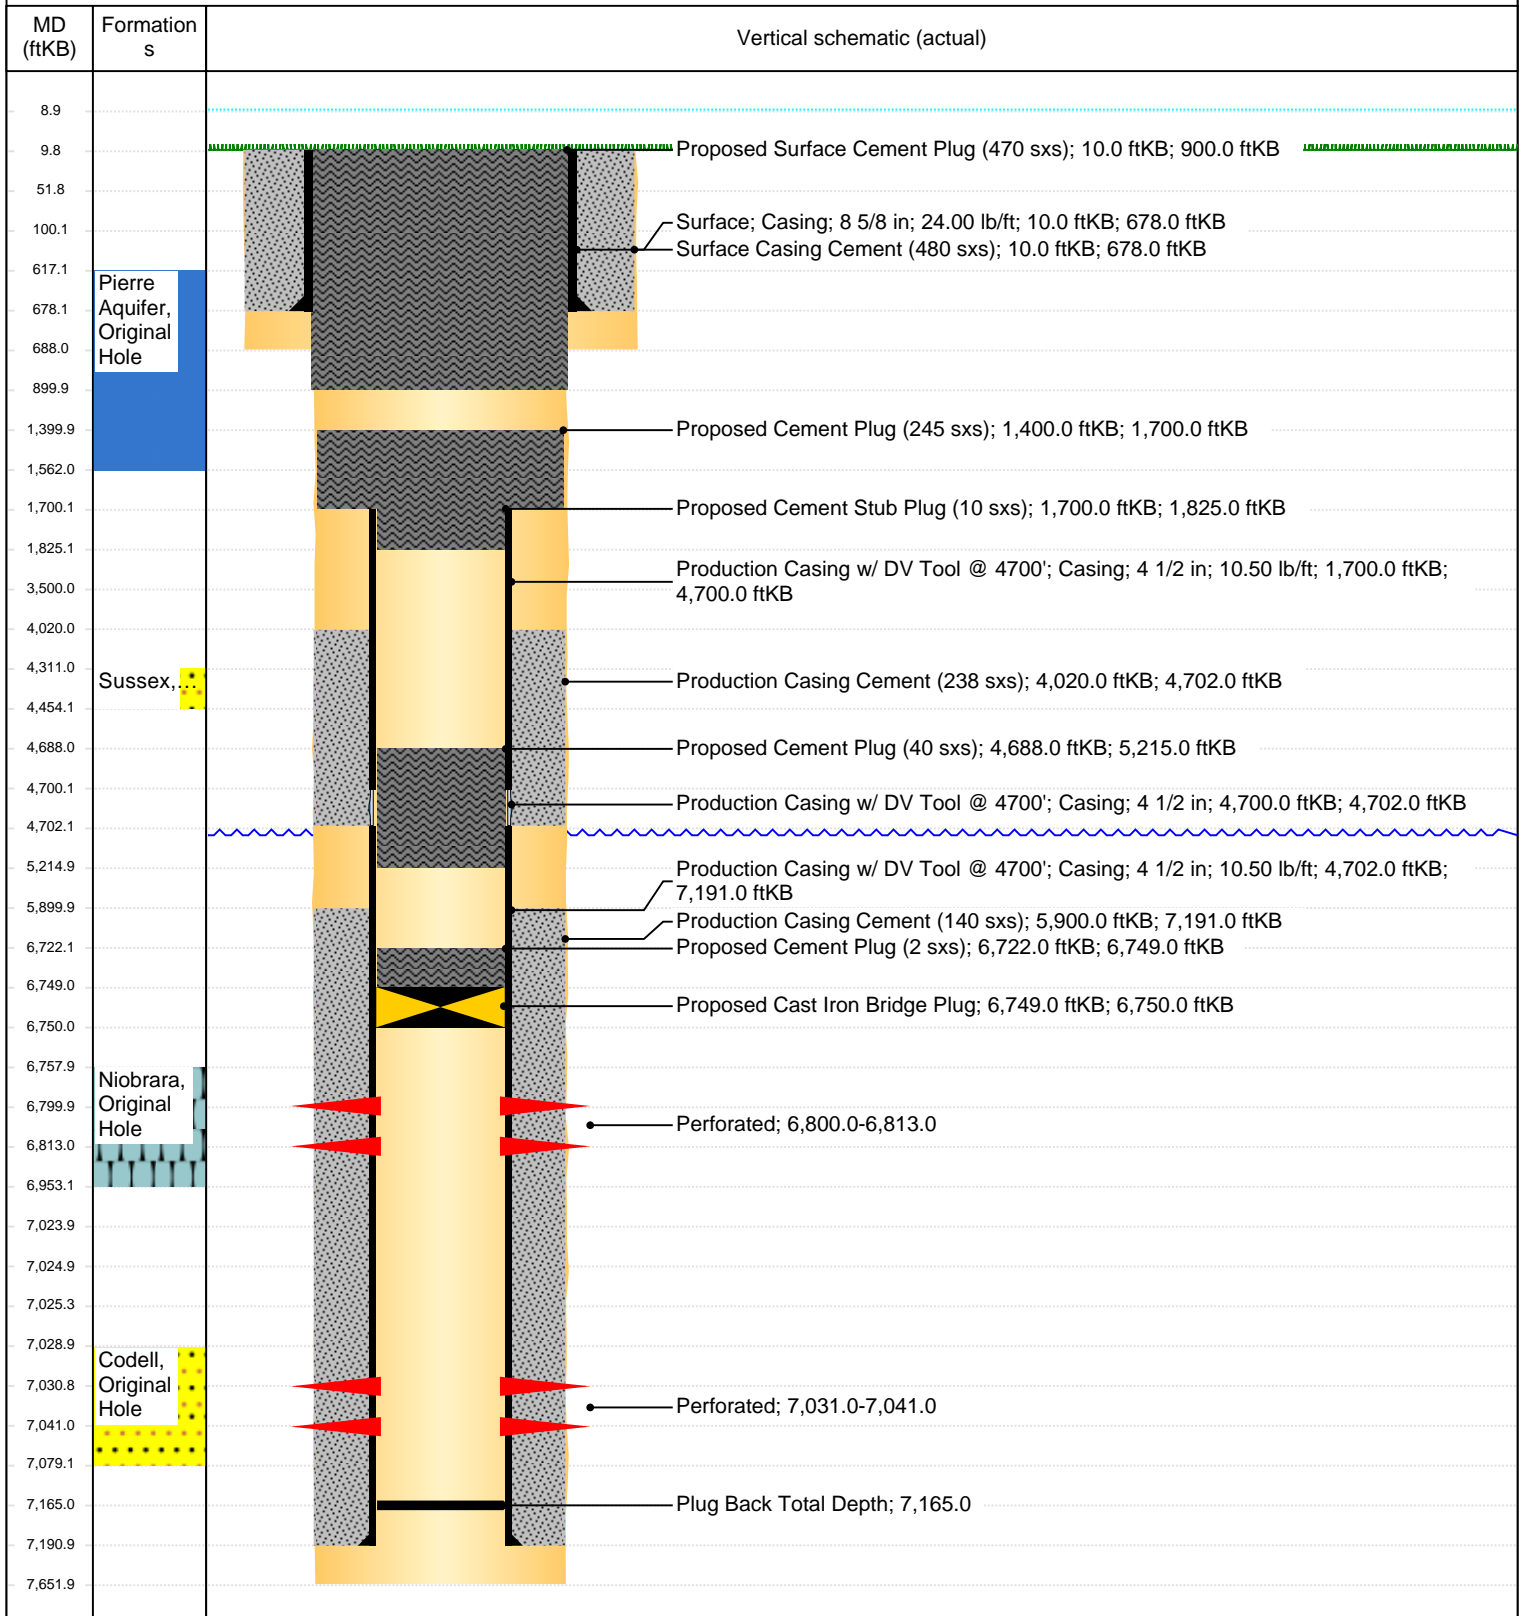 MD
(ftKB)
Formation
s
Vertical schematic (actual)
8.9
9.8
Proposed Surface Cement Plug (470 sxs); 10.0 ftKB; 900.0 ftKB
51.8
Surface; Casing; 8 5/8 in; 24.00 lb/ft; 10.0 ftKB; 678.0 ftKB
100.1
Surface Casing Cement (480 sxs); 10.0 ftKB; 678.0 ftKB
617.1
Pierre
Aquifer,
Original
Hole
678.1
688.0
899.9
1,399.9
Proposed Cement Plug (245 sxs); 1,400.0 ftKB; 1,700.0 ftKB
1,562.0
1,700.1
Proposed Cement Stub Plug (10 sxs); 1,700.0 ftKB; 1,825.0 ftKB
1,825.1
Production Casing w/ DV Tool @ 4700'; Casing; 4 1/2 in; 10.50 lb/ft; 1,700.0 ftKB;
4,700.0 ftKB
3,500.0
4,020.0
4,311.0
Sussex,...
Production Casing Cement (238 sxs); 4,020.0 ftKB; 4,702.0 ftKB
4,454.1
4,688.0
Proposed Cement Plug (40 sxs); 4,688.0 ftKB; 5,215.0 ftKB
4,700.1
Production Casing w/ DV Tool @ 4700'; Casing; 4 1/2 in; 4,700.0 ftKB; 4,702.0 ftKB
4,702.1
5,214.9
Production Casing w/ DV Tool @ 4700'; Casing; 4 1/2 in; 10.50 lb/ft; 4,702.0 ftKB;
7,191.0 ftKB
5,899.9
Production Casing Cement (140 sxs); 5,900.0 ftKB; 7,191.0 ftKB
6,722.1
Proposed Cement Plug (2 sxs); 6,722.0 ftKB; 6,749.0 ftKB
6,749.0
Proposed Cast Iron Bridge Plug; 6,749.0 ftKB; 6,750.0 ftKB
6,750.0
6,757.9
Niobrara,
Original
Hole
6,799.9
Perforated; 6,800.0-6,813.0
6,813.0
6,953.1
7,023.9
7,024.9
7,025.3
7,028.9
Codell,
Original
Hole
7,030.8
Perforated; 7,031.0-7,041.0
7,041.0
7,079.1
7,165.0
Plug Back Total Depth; 7,165.0
7,190.9
7,651.9